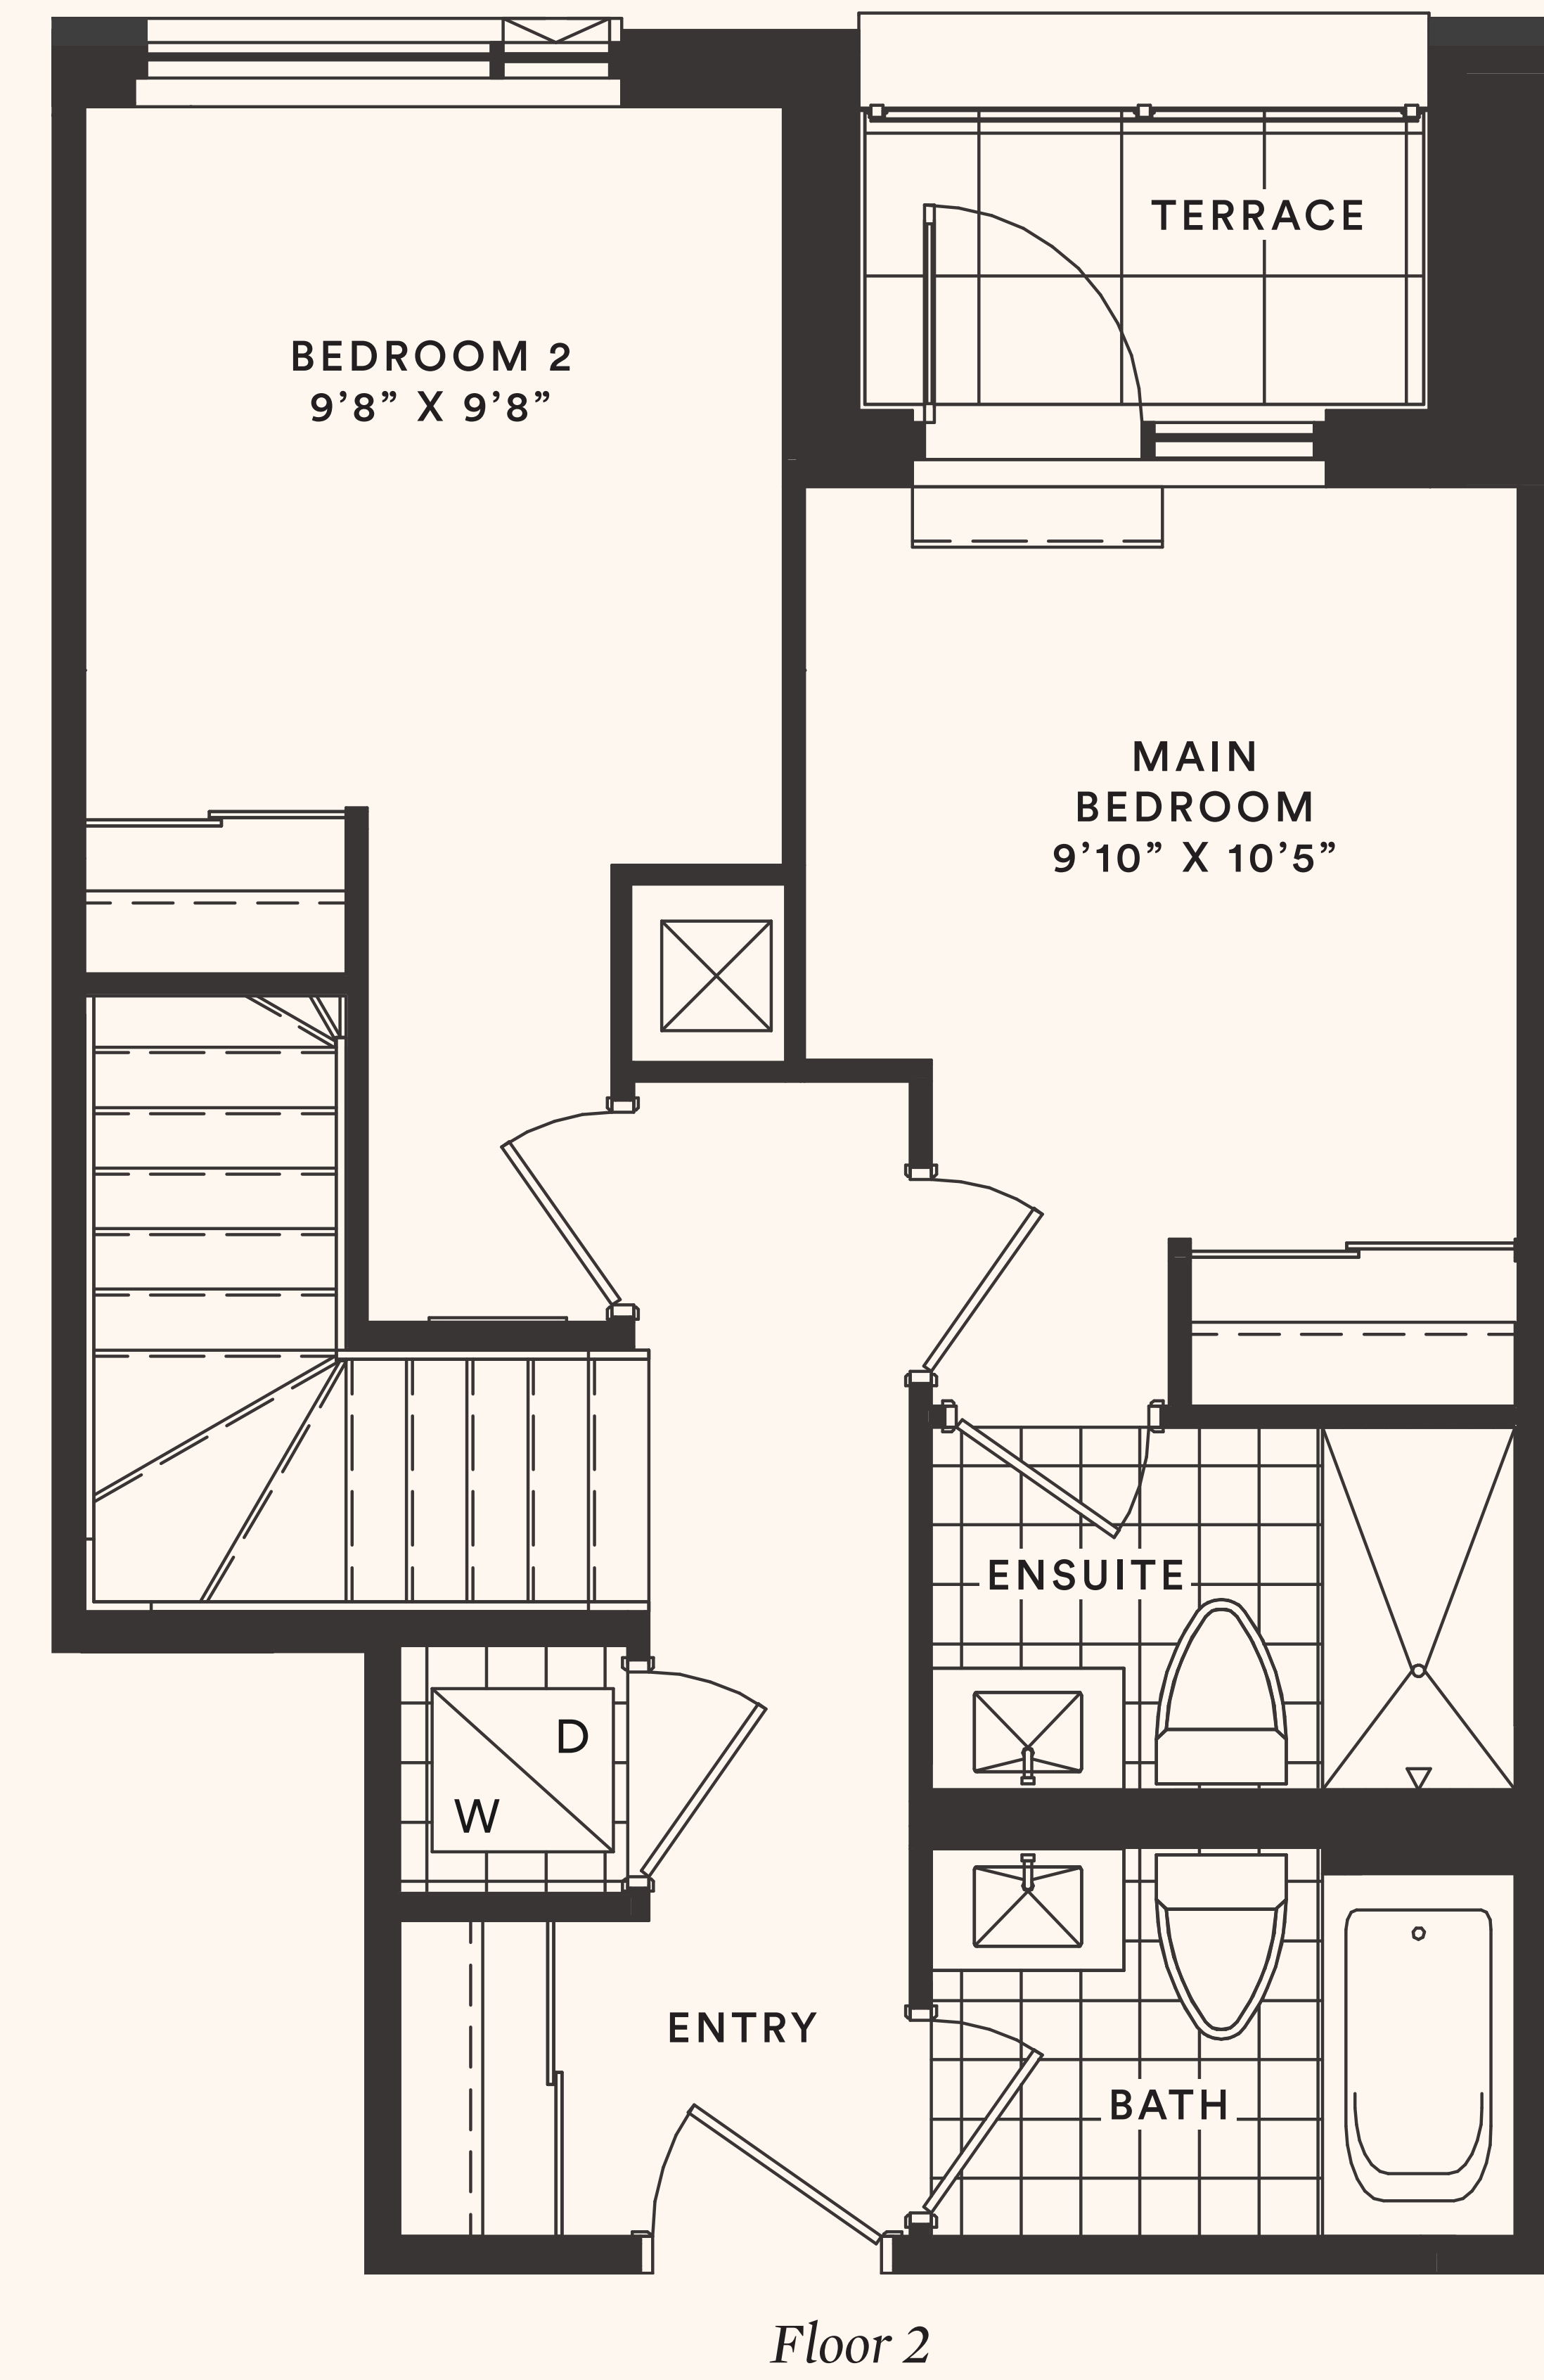 TERRACE
BEDROOM 2
9’8” X 9’8”
MAIN
BEDROOM
9’10” X 10’5”
ENSUITE
D
W
ENTRY
BATH
Floor 2